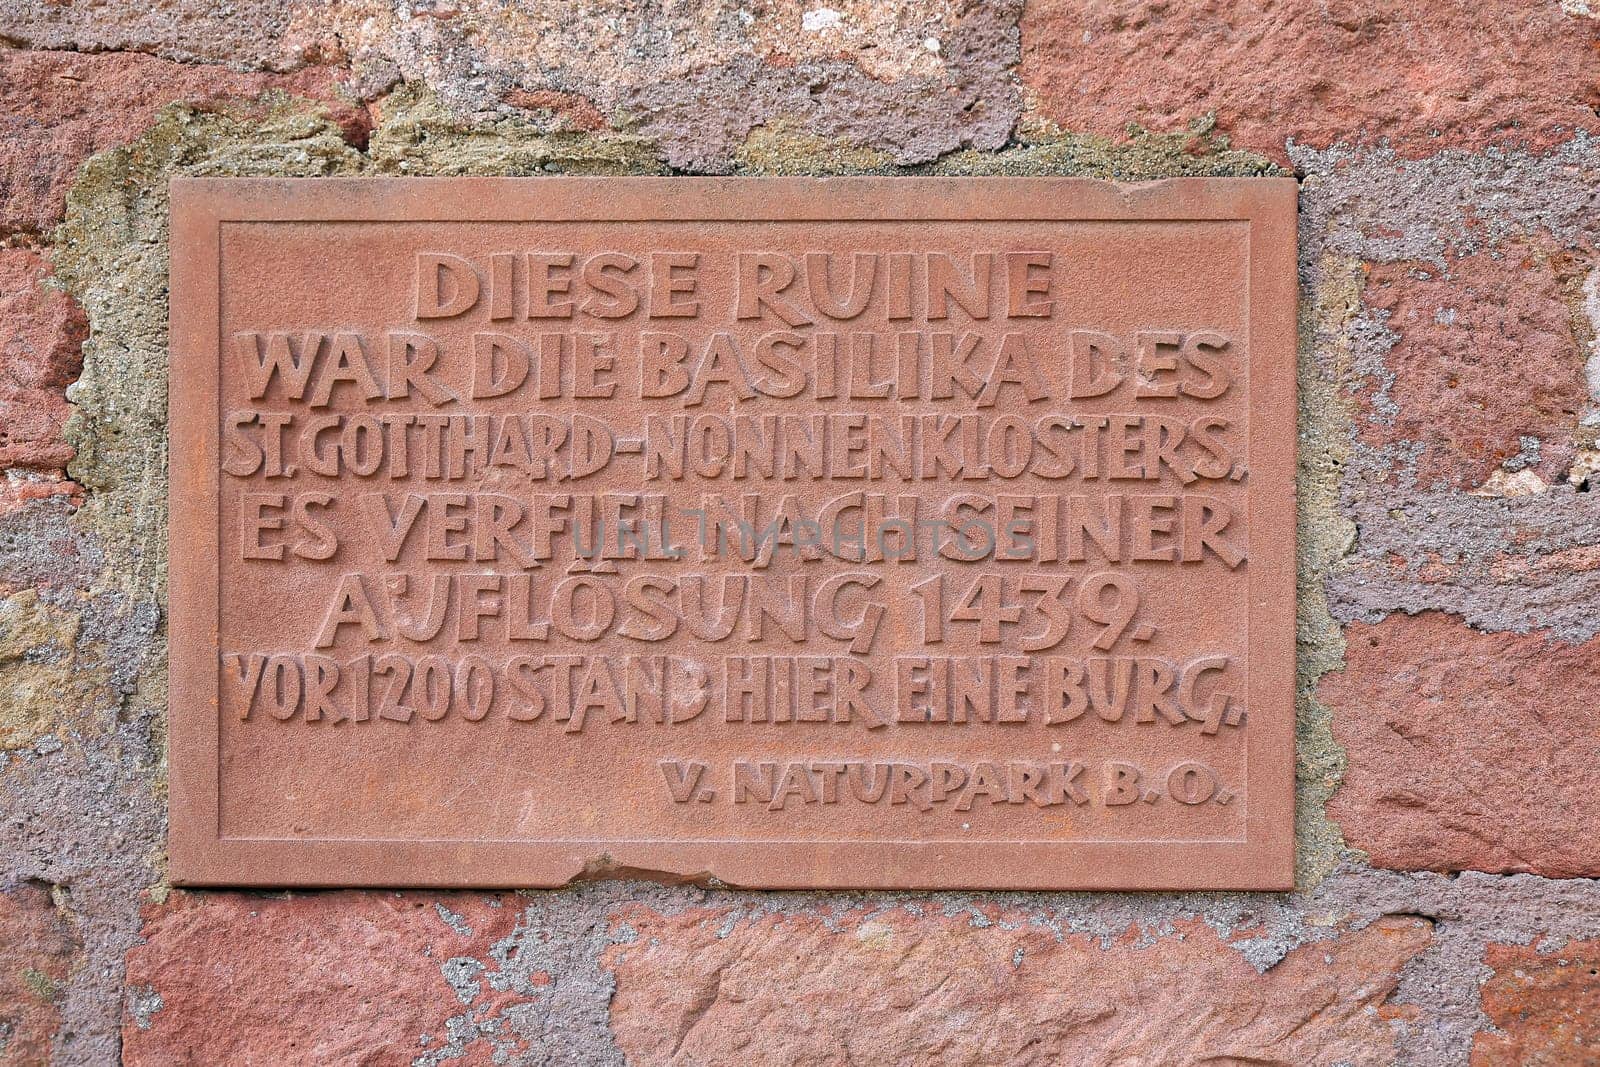 DIESE RUINE
WAR DIE BASILIKA DES
ST. GOTTHARD-NONNENKLOSTERS.
ES VERFIEL NACH SEINER
AUFLÖSUNG 1439.
VOR 1200 STAND HIER EINE BURG.
V. NATURPARK B. O.
UNLIMPHOTOS